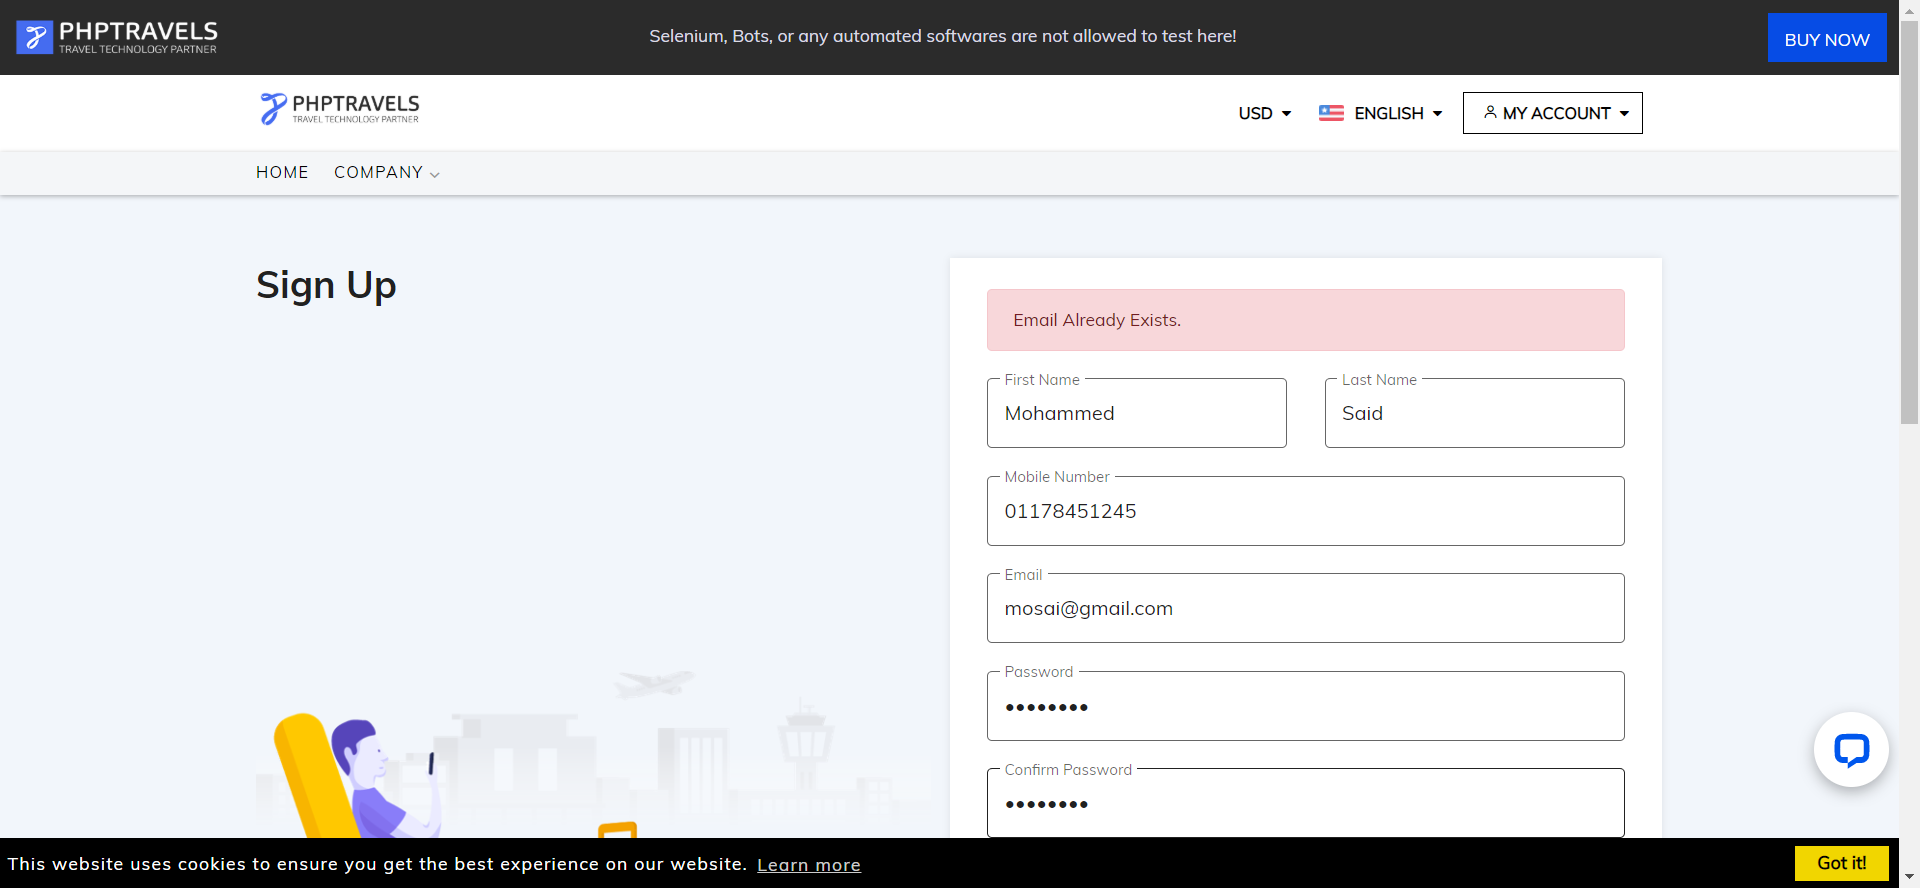 PHPTRAVELS
TRAVEL TECHNOLOGY PARTNER
Selenium, Bots, or any automated softwares are not allowed to test here!
BUY NOW
PHPTRAVELS
TRAVEL TECHNOLOGY PARTNER
USD
ENGLISH
MY ACCOUNT
HOME
COMPANY
Sign Up
Email Already Exists.
First Name
Mohammed
Last Name
Said
Mobile Number
01178451245
Email
mosai@gmail.com
Password
••••••••
Confirm Password
••••••••
This website uses cookies to ensure you get the best experience on our website. Learn more
Got it!